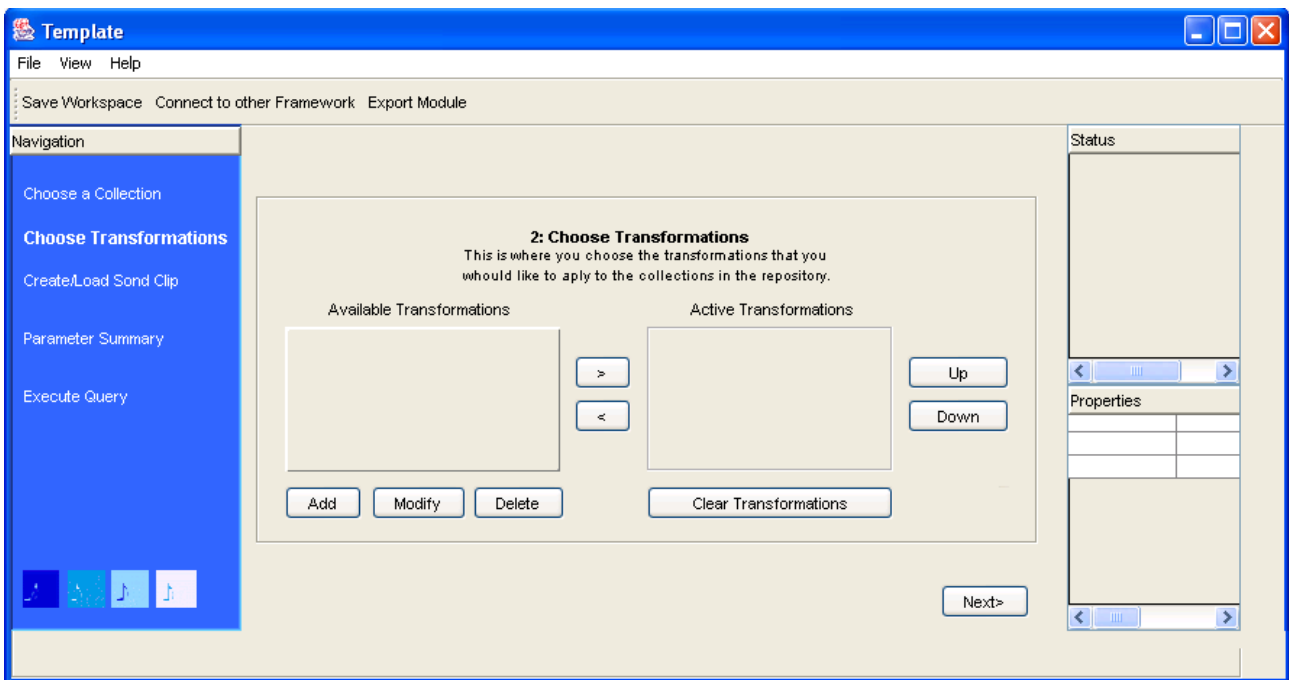 Template
File View Help
Save Workspace Connect to other Framework Export Module
Navigation
Choose a Collection
Choose Transformations
Create/Load Sond Clip
Parameter Summary
Execute Query
2: Choose Transformations
This is where you choose the transformations that you
whould like to aply to the collections in the repository.
Available Transformations
Active Transformations
>
<
Up
Down
Add
Modify
Delete
Clear Transformations
Next>
Status
Properties